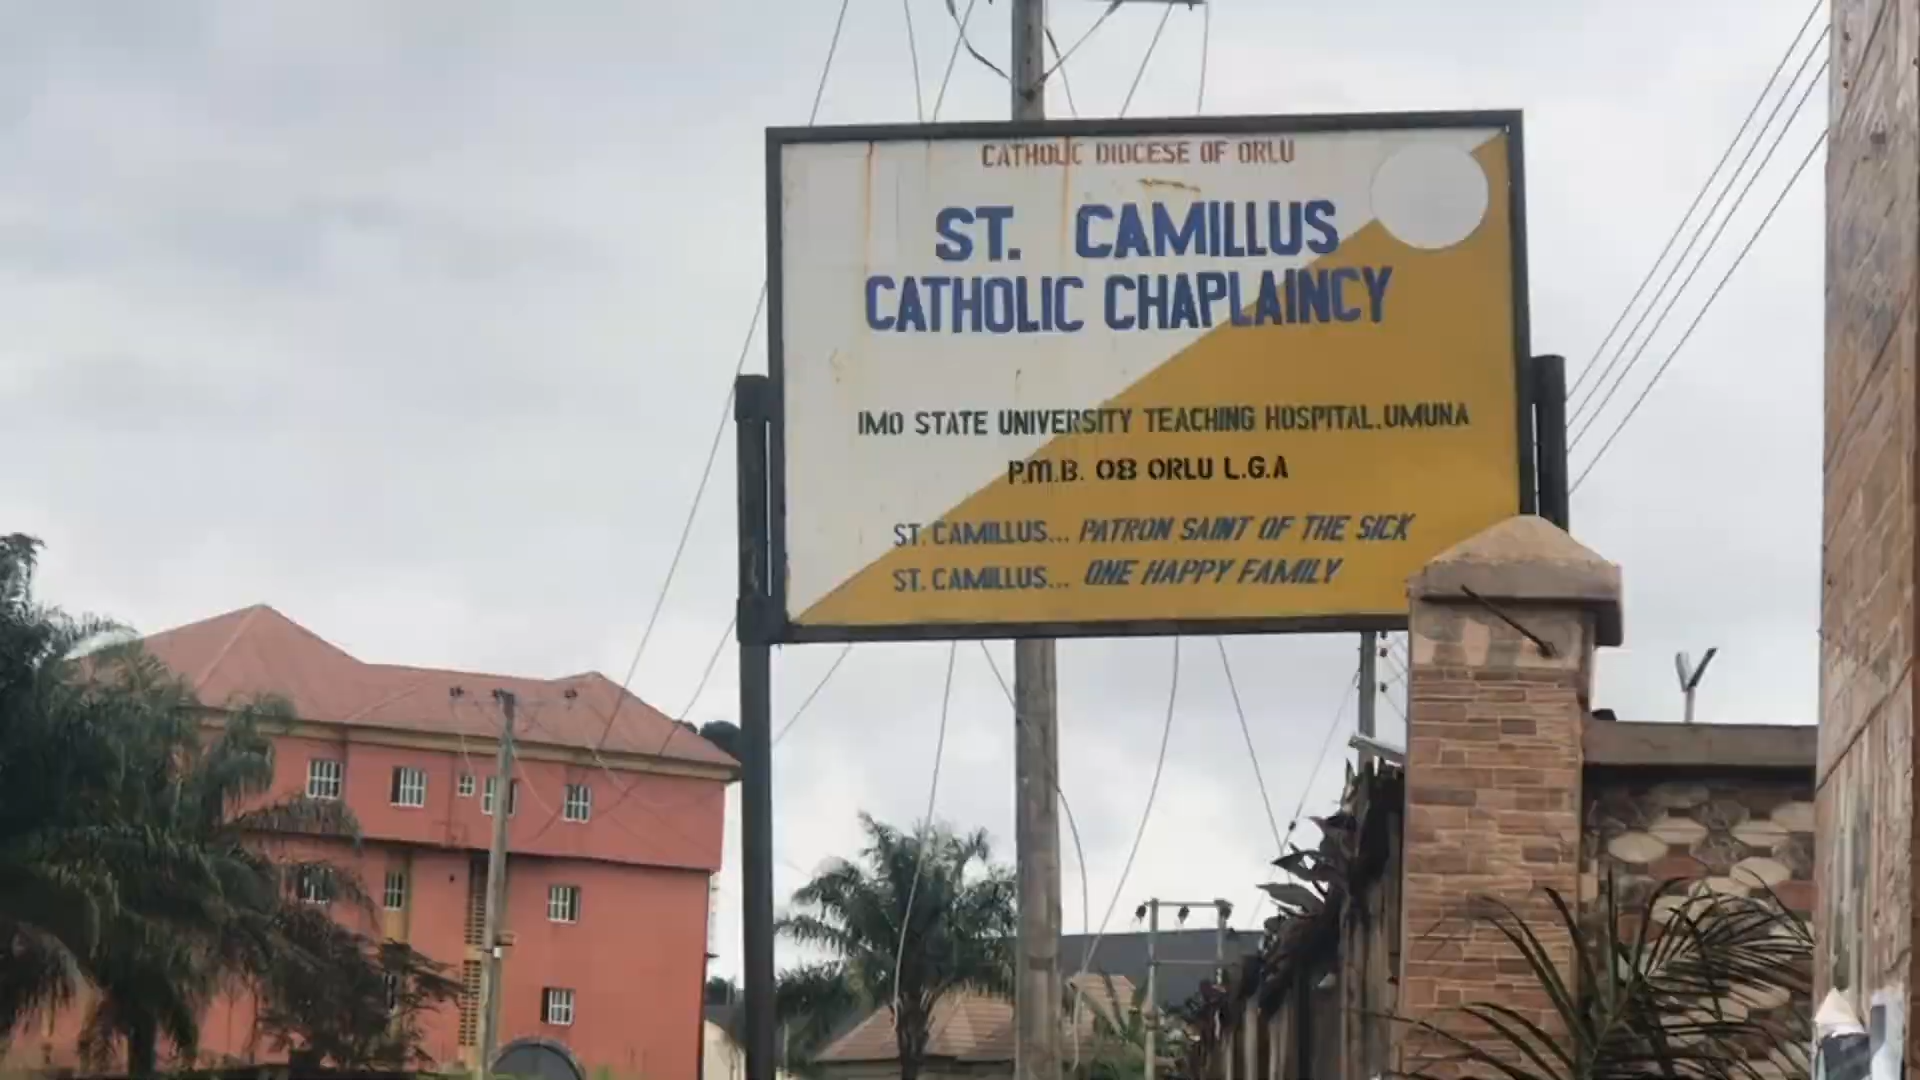 CATHOLIC DIOCESE OF ORLU
ST. CAMILLUS
CATHOLIC CHAPLAINCY
IMO STATE UNIVERSITY TEACHING HOSPITAL.UMUNA
P.M.B. 08 ORLU L.G.A
ST. CAMILLUS... PATRON SAINT OF THE SICK
ST. CAMILLUS... ONE HAPPY FAMILY